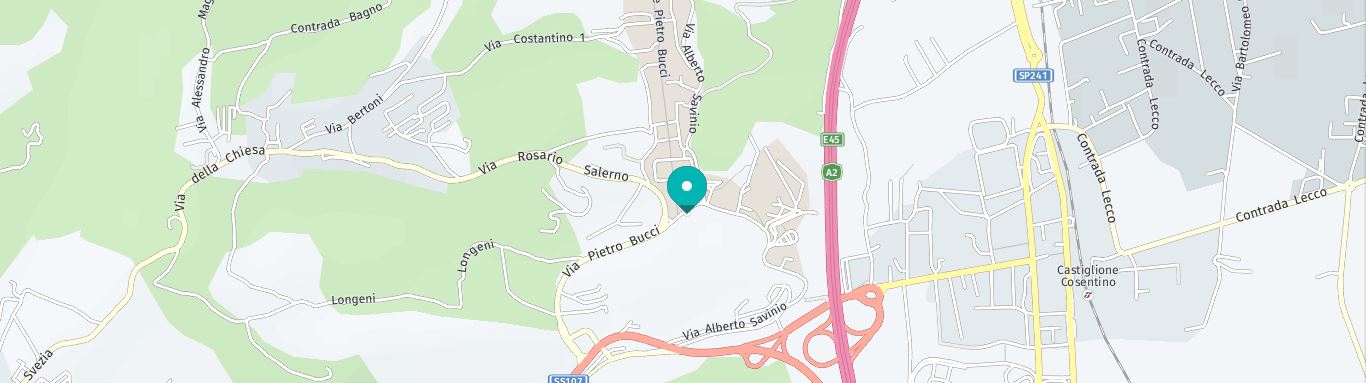 Contrada Bagno
Via Costantino 1
e Pietro Bucci
Via Alberto
Savinio
Via Alessandro Mag
Via Bertoni
Via della Chiesa
Via Rosario Salerno
Via Pietro Bucci
Longeni
Longeni
Svezia
Via Alberto Savinio
SS107
E45
A2
SP241
Contrada Lecco
Contrada Lecco
Via Bartolomeo
Contrada L
Contrada Lecco
Contrada Lecco
Castiglione
Cosentino